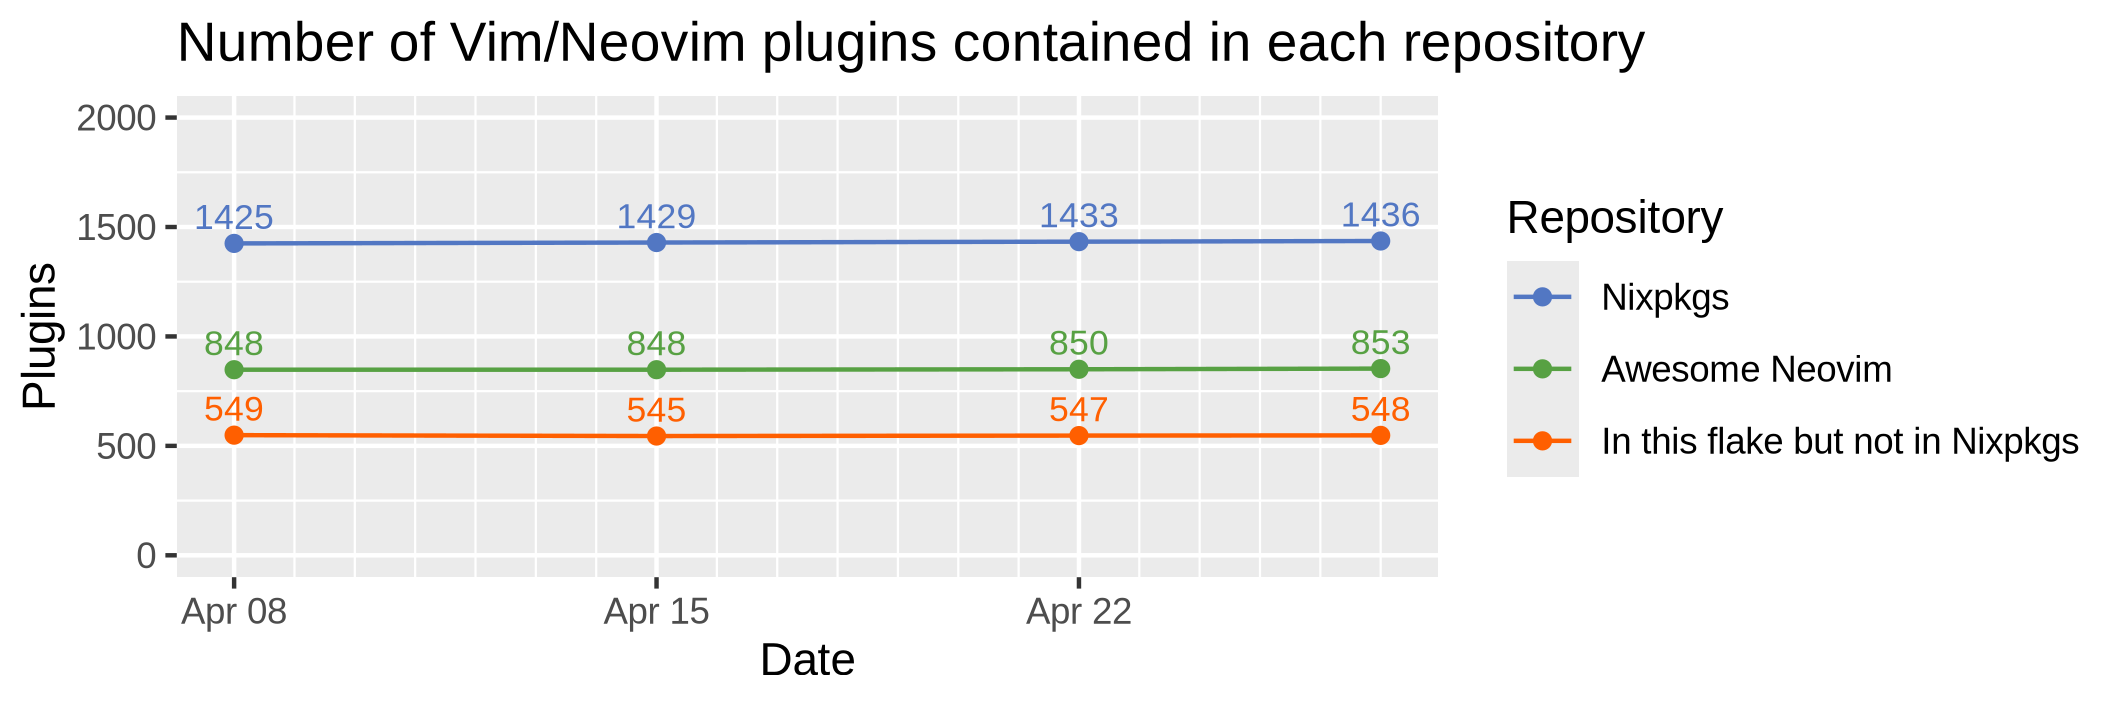 Number of Vim/Neovim plugins contained in each repository
Plugins
2000
1500
1000
500
0
1425 1429 1433 1436
848 848 850 853
549 545 547 548
Apr 08 Apr 15 Apr 22
Date
Repository
Nixpkgs
Awesome Neovim
In this flake but not in Nixpkgs